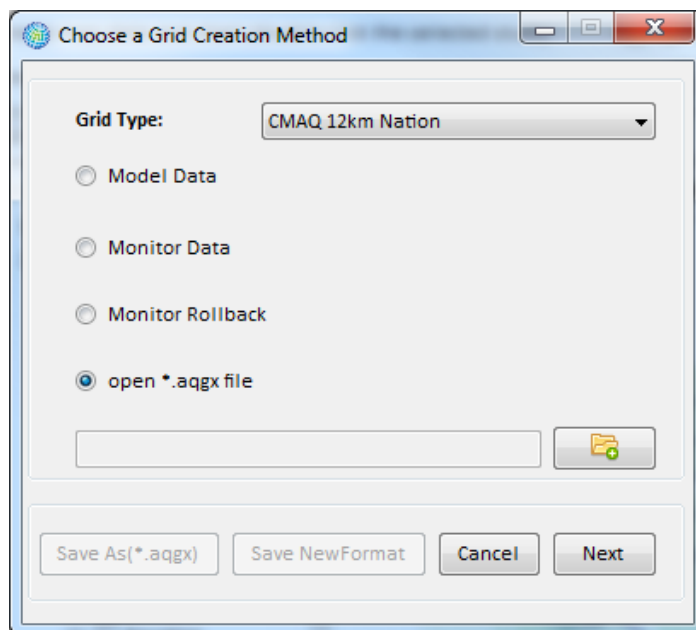 Choose a Grid Creation Method
Grid Type: CMAQ 12km Nation
Model Data
Monitor Data
Monitor Rollback
open *.aqgx file
Save As(*.aqgx) Save NewFormat Cancel Next